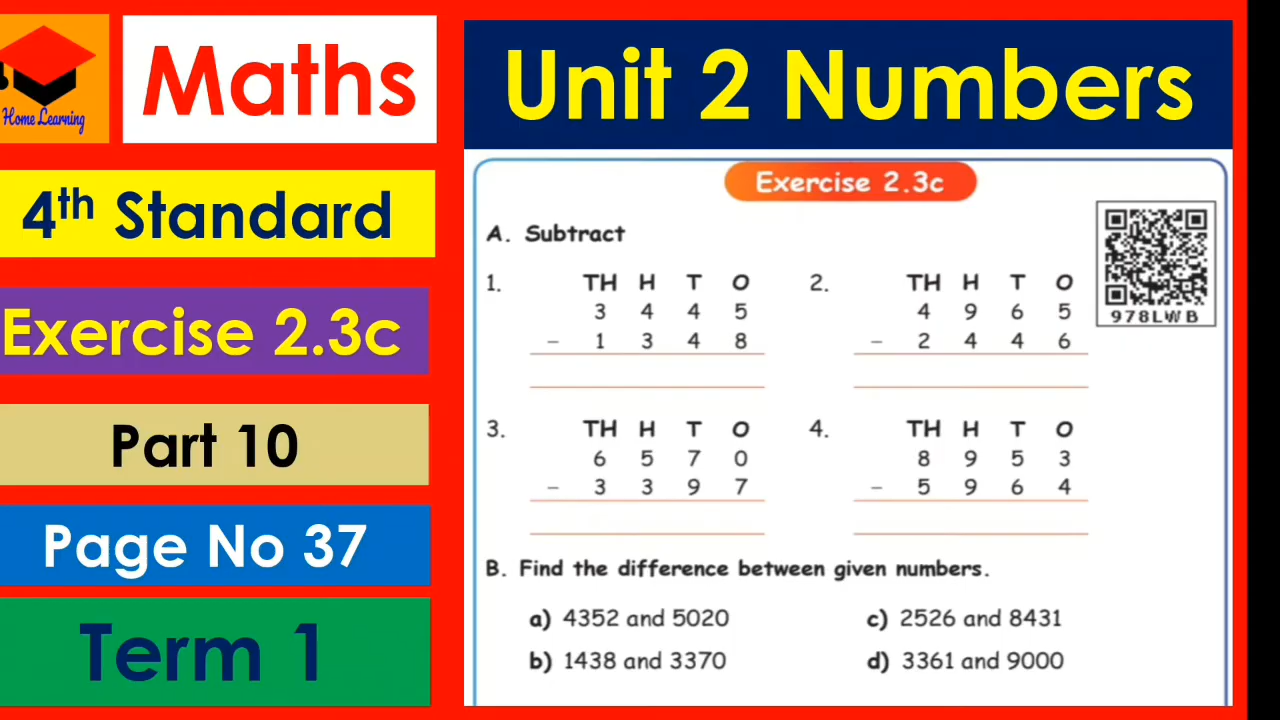 Home Learning
Maths
4th Standard
Exercise 2.3c
Part 10
Page No 37
Term 1
Unit 2 Numbers
Exercise 2.3c
978LWB
A. Subtract
1. TH H T O
3 4 4 5
– 1 3 4 8
2. TH H T O
4 9 6 5
– 2 4 4 6
3. TH H T O
6 5 7 0
– 3 3 9 7
4. TH H T O
8 9 5 3
– 5 9 6 4
B. Find the difference between given numbers.
a) 4352 and 5020
b) 1438 and 3370
c) 2526 and 8431
d) 3361 and 9000